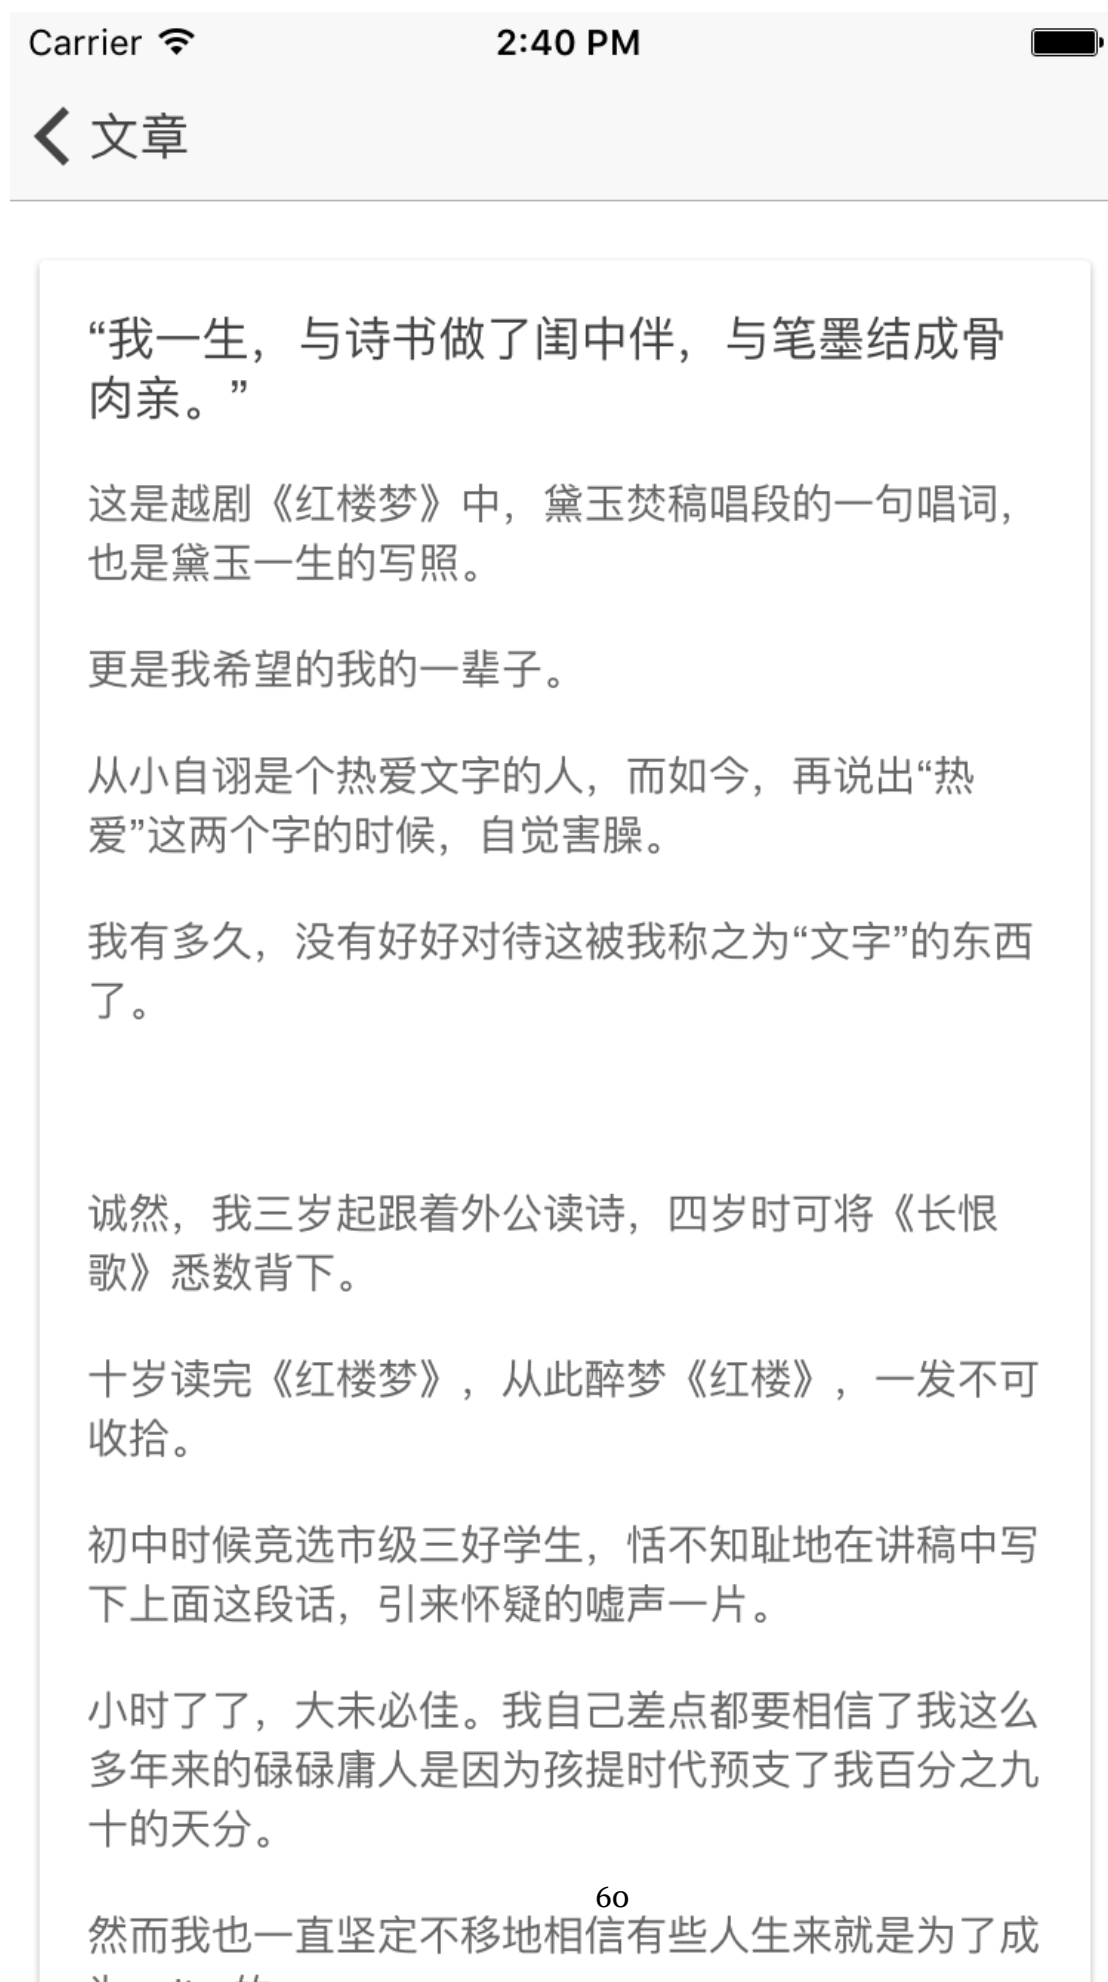 Carrier
2:40 PM
文章
“我一生，与诗书做了闺中伴，与笔墨结成骨
肉亲。”
这是越剧《红楼梦》中，黛玉焚稿唱段的一句唱词，
也是黛玉一生的写照。
更是我希望的我的一辈子。
从小自诩是个热爱文字的人，而如今，再说出“热
爱”这两个字的时候，自觉害臊。
我有多久，没有好好对待这被我称之为“文字”的东西
了。
诚然，我三岁起跟着外公读诗，四岁时可将《长恨
歌》悉数背下。
十岁读完《红楼梦》，从此醉梦《红楼》，一发不可
收拾。
初中时候竞选市级三好学生，恬不知耻地在讲稿中写
下上面这段话，引来怀疑的嘘声一片。
小时了了，大未必佳。我自己差点都要相信了我这么
多年来的碌碌庸人是因为孩提时代预支了我百分之九
十的天分。
60
然而我也一直坚定不移地相信有些人生来就是为了成